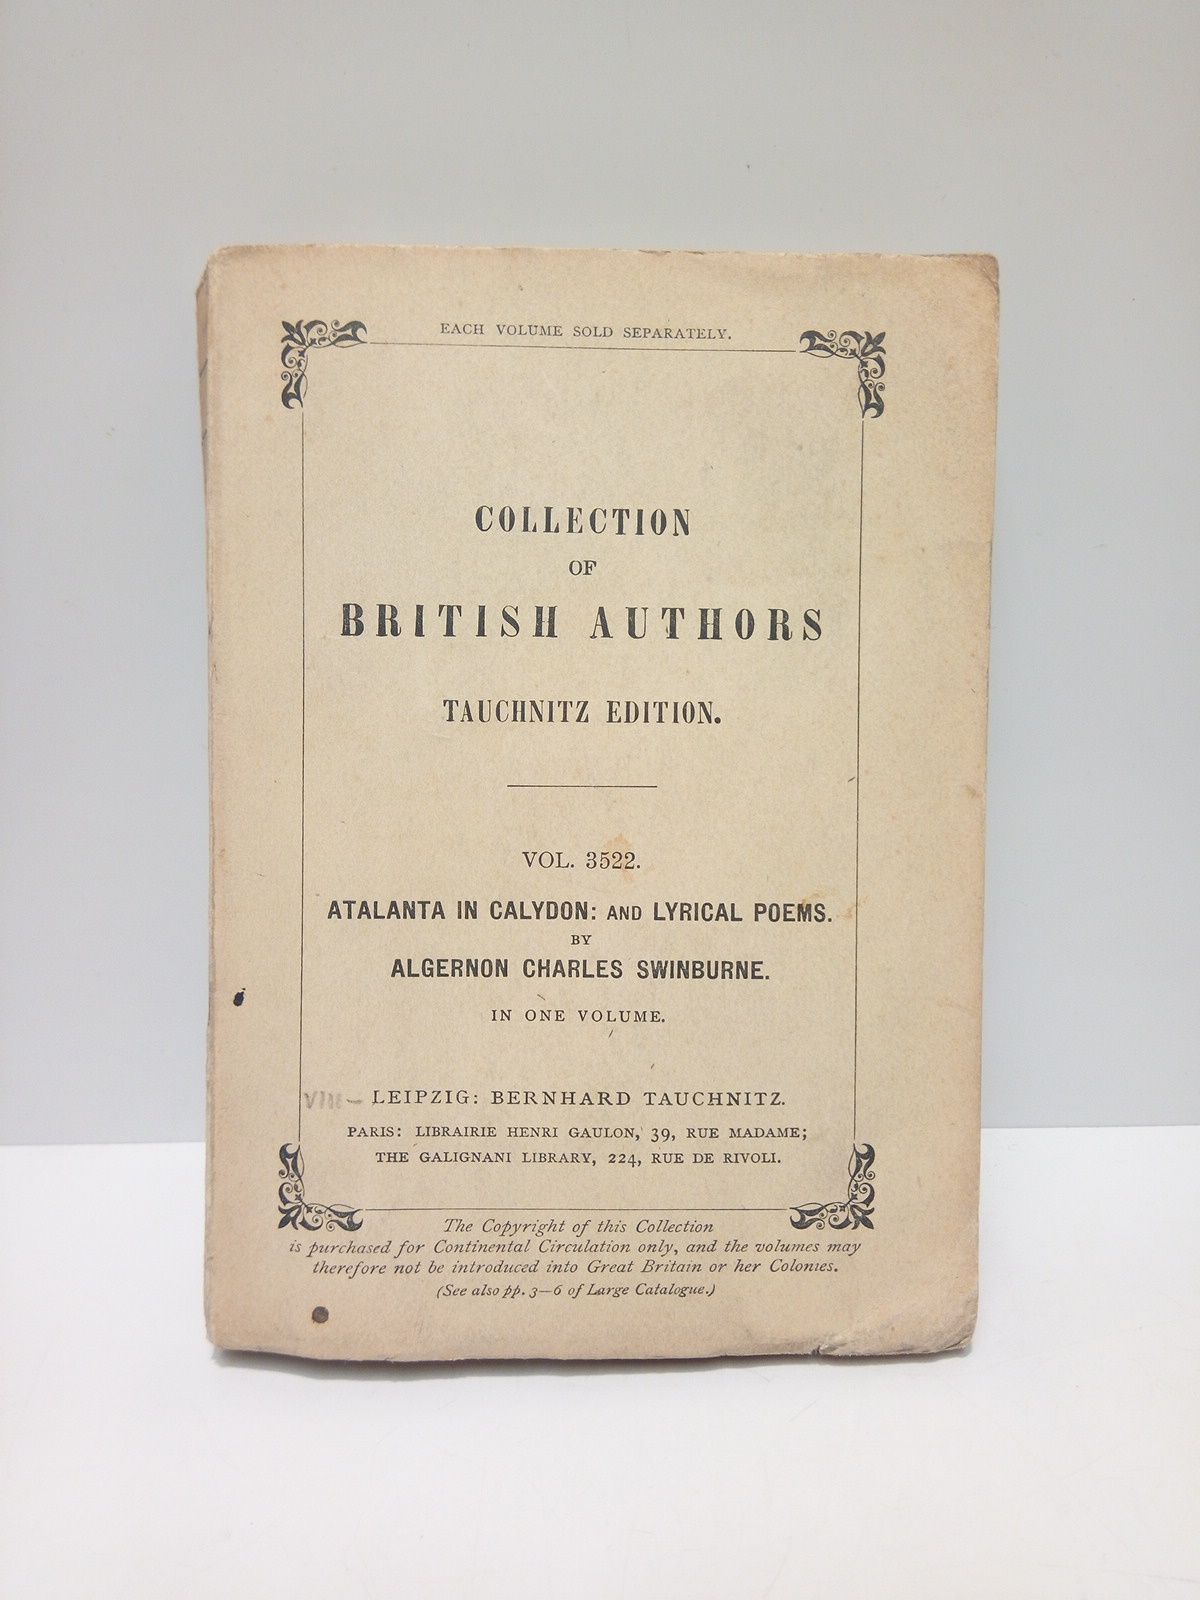 EACH VOLUME SOLD SEPARATELY.
COLLECTION
OF
BRITISH AUTHORS
TAUCHNITZ EDITION.
VOL. 3522.
ATALANTA IN CALYDON: AND LYRICAL POEMS.
BY
ALGERNON CHARLES SWINBURNE.
IN ONE VOLUME.
VIII— LEIPZIG: BERNHARD TAUCHNITZ.
PARIS: LIBRAIRIE HENRI GAULON, 39, RUE MADAME;
THE GALIGNANI LIBRARY, 224, RUE DE RIVOLI.
The Copyright of this Collection
is purchased for Continental Circulation only, and the volumes may
therefore not be introduced into Great Britain or her Colonies.
(See also pp. 3—6 of Large Catalogue.)